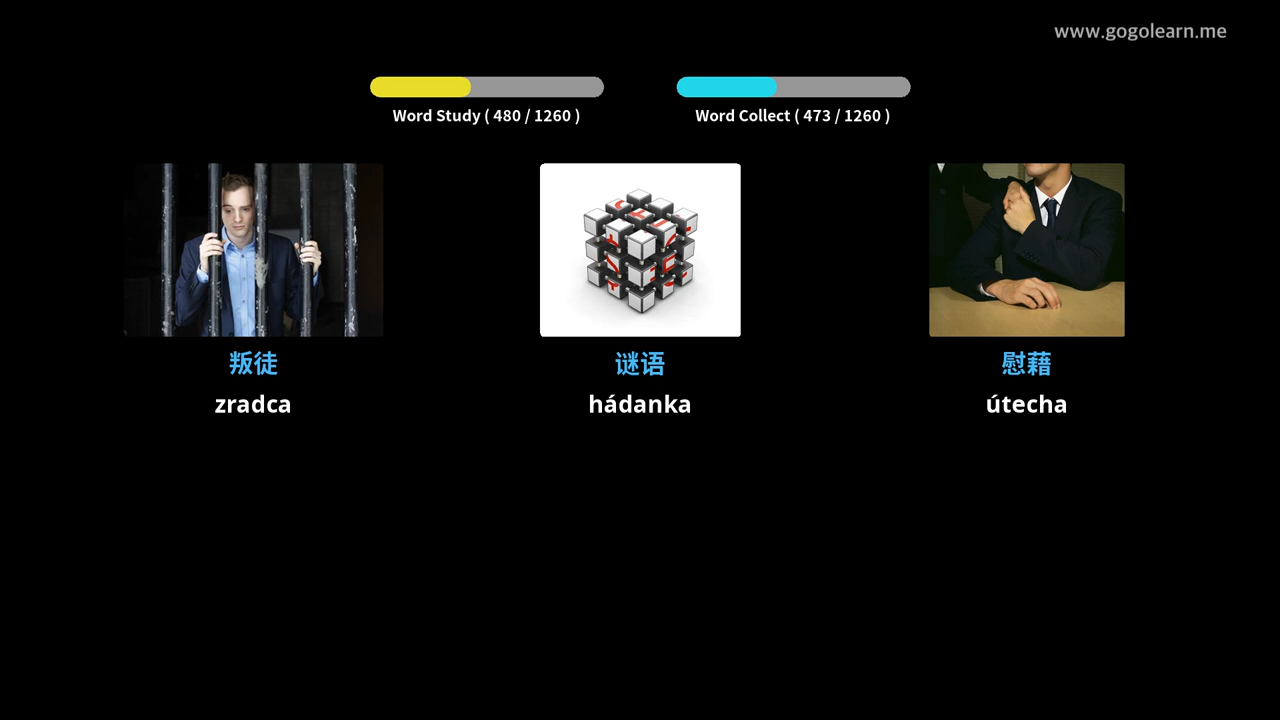 www.gogolearn.me
Word Study ( 480 / 1260 )
Word Collect ( 473 / 1260 )
叛徒
谜语
慰藉
zradca
hádanka
útecha